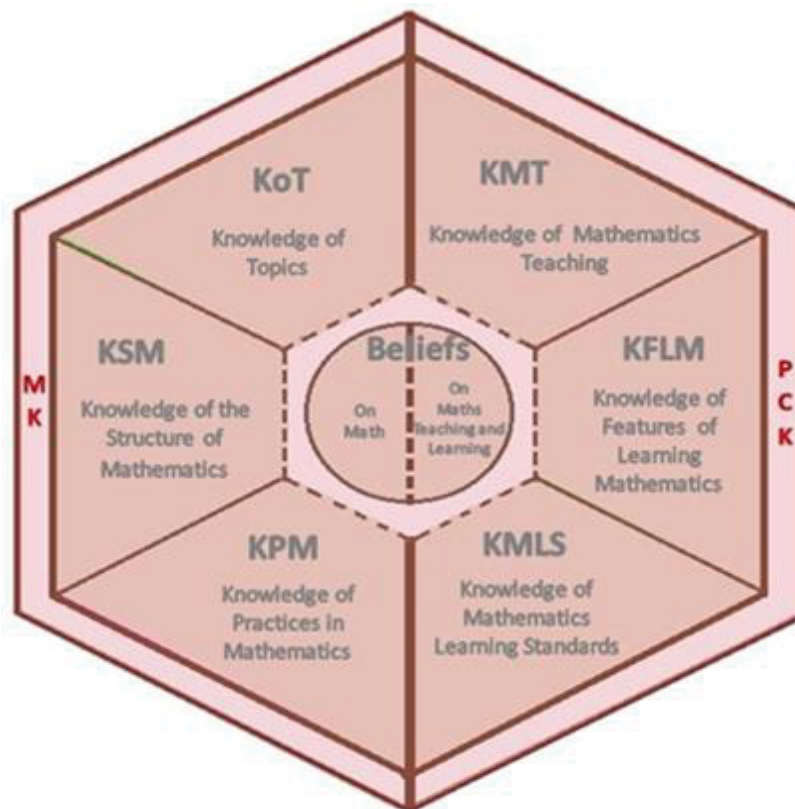 KoT
Knowledge of
Topics
KMT
Knowledge of Mathematics
Teaching
M
K
KSM
Knowledge of the
Structure of
Mathematics
Beliefs
On
Math
On
Maths
Teaching and
Learning
KFLM
Knowledge of
Features of
Learning
Mathematics
P
C
K
KPM
Knowledge of
Practices in
Mathematics
KMLS
Knowledge of
Mathematics
Learning Standards